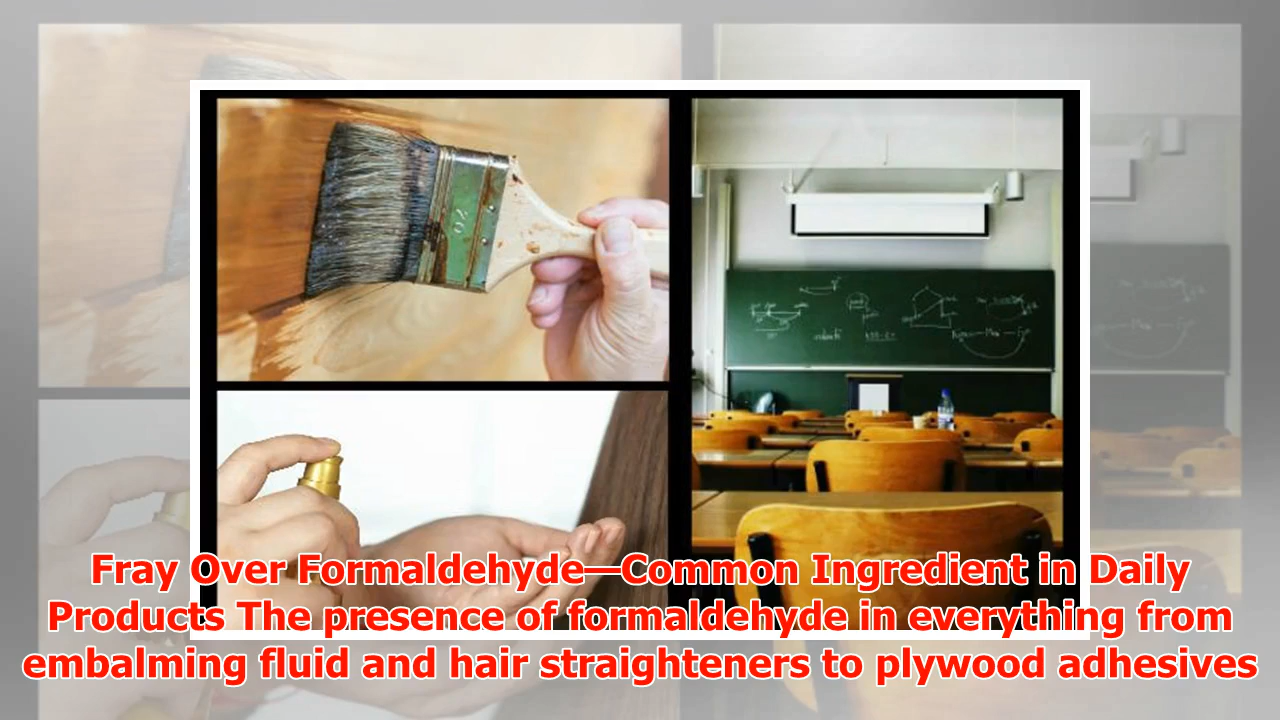 70
Fray Over Formaldehyde—Common Ingredient in Daily
Products The presence of formaldehyde in everything from
embalming fluid and hair straighteners to plywood adhesives